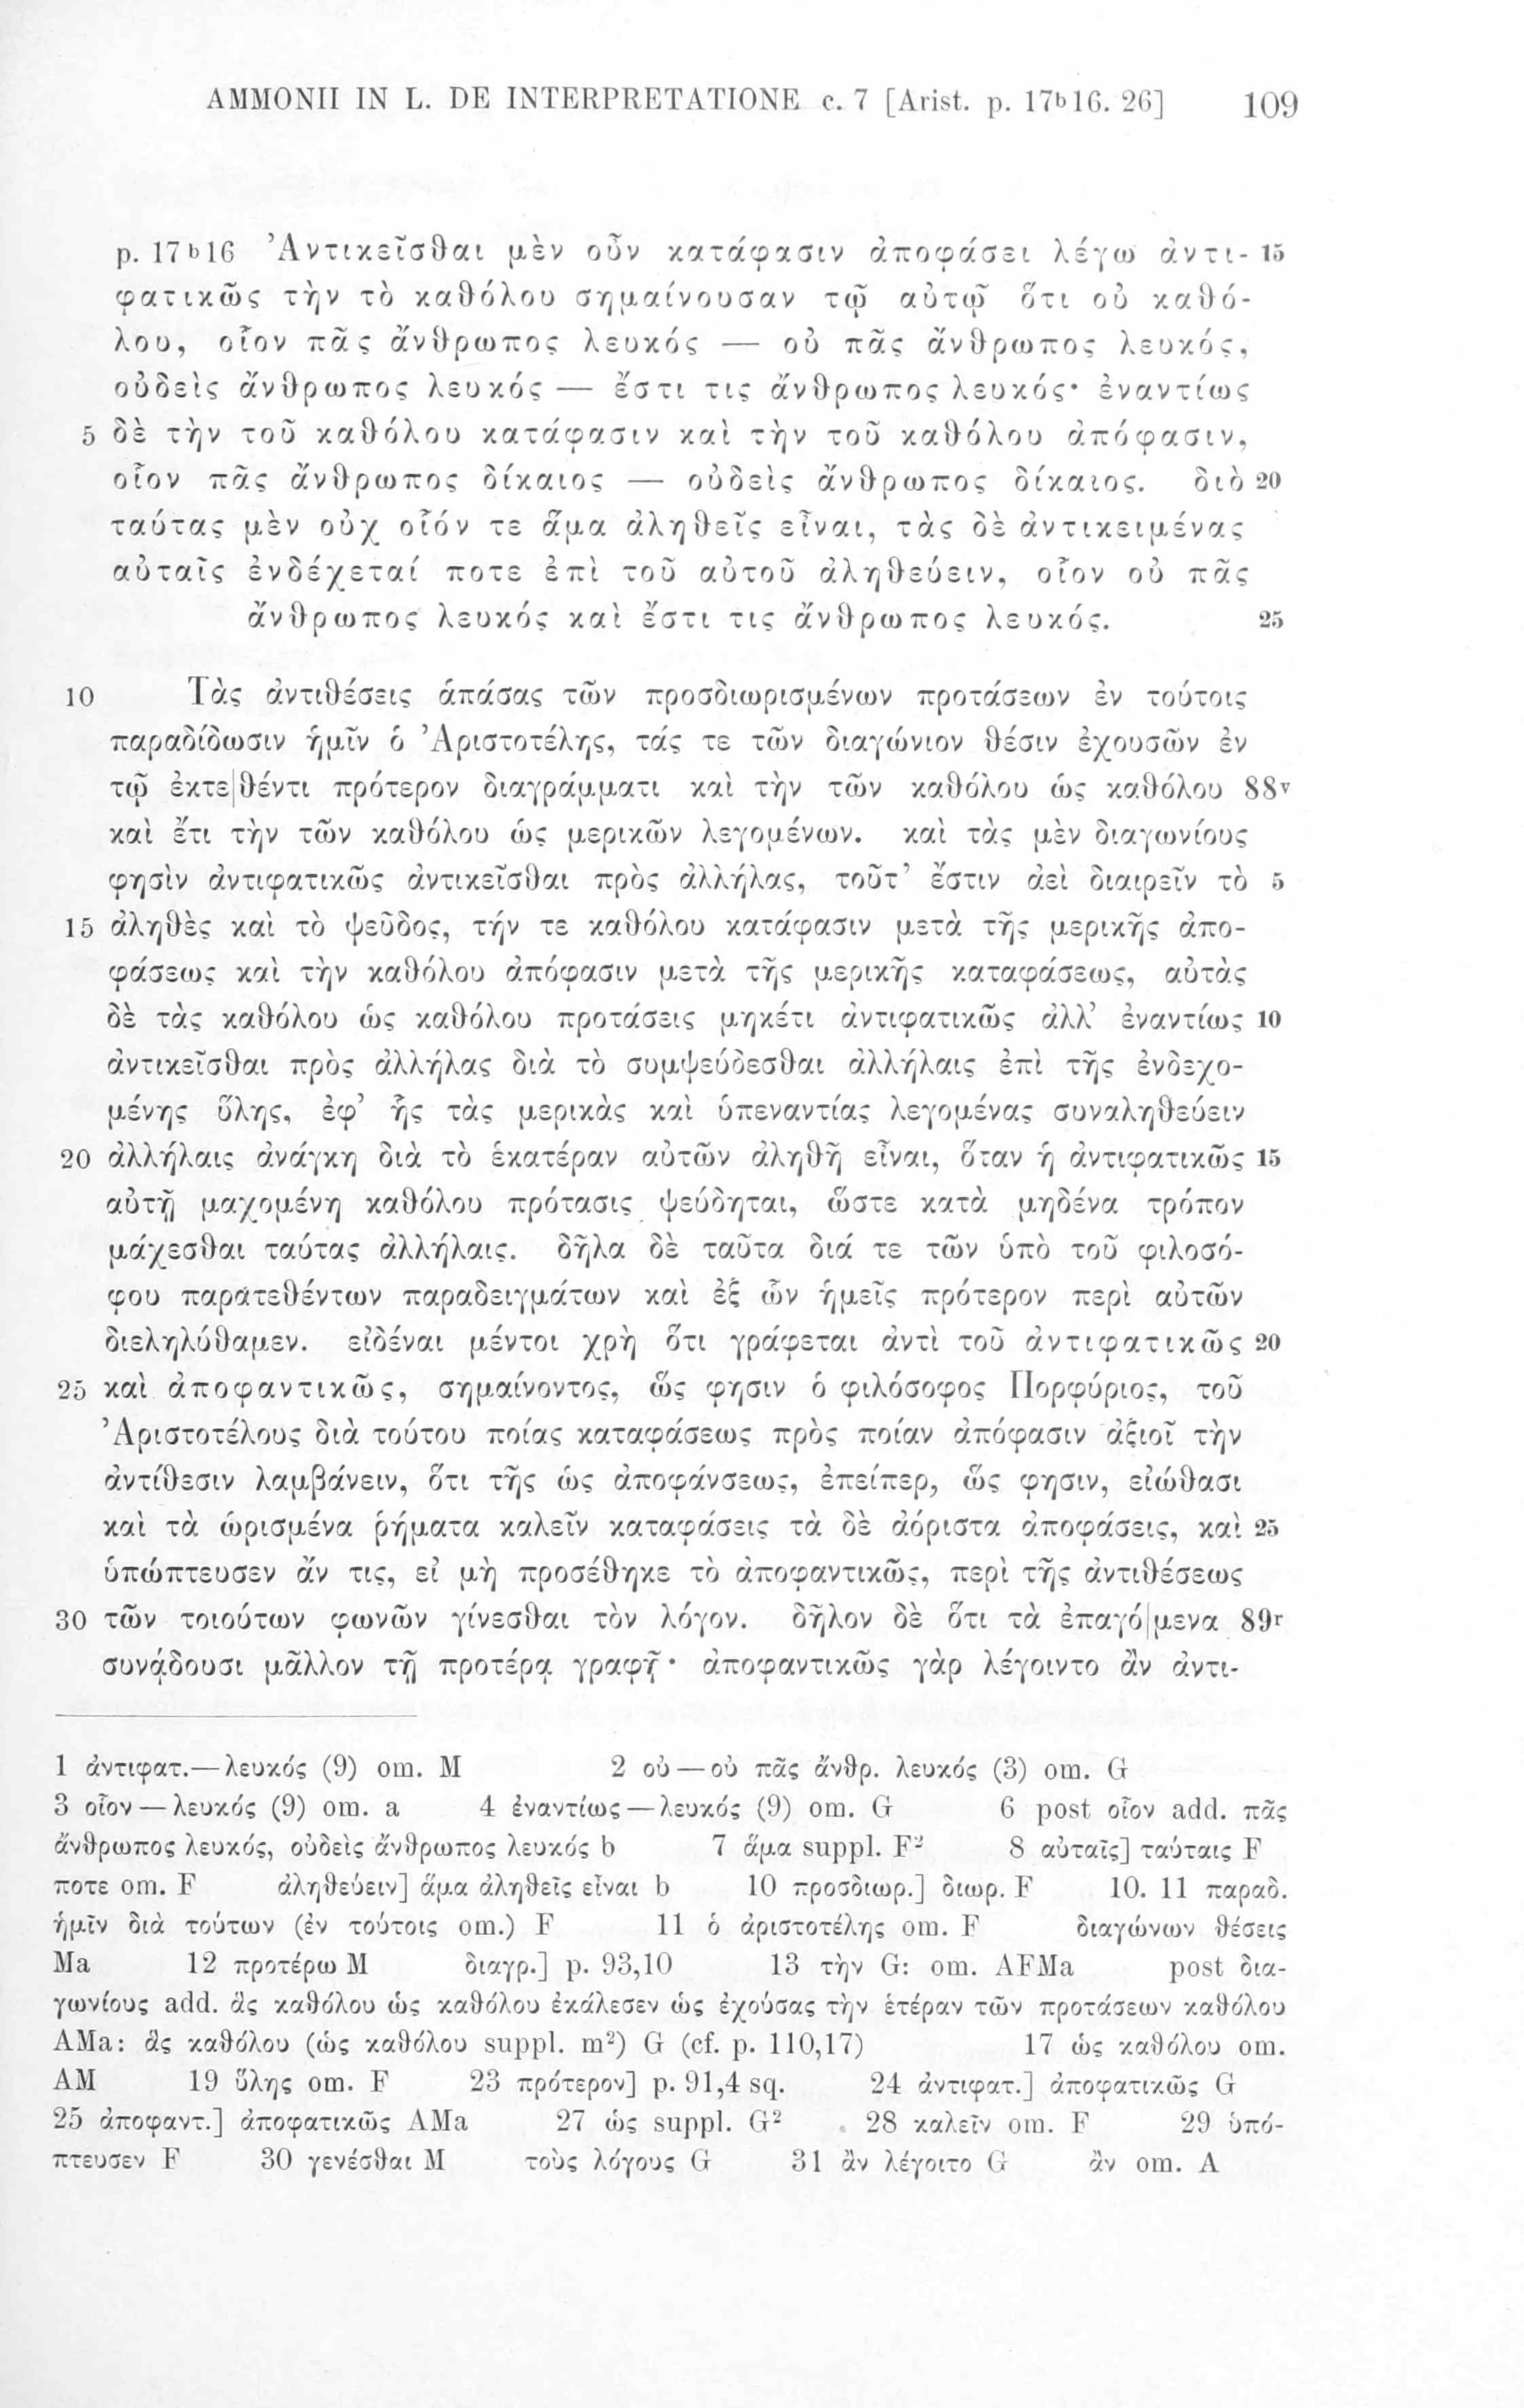 AMMONII IN L. DE INTERPRETATIONE c. 7 [Arist. p. 17ᵇ16. 26] 109
p. 17ᵇ16 Ἀντικεῖσθαι μὲν οὖν κατάφασιν ἀποφάσει λέγω ἀντι- 15
φατικῶς τὴν τὸ καθόλου σημαίνουσαν τῷ αὐτῷ ὅτι οὐ καθό-
λου, οἷον πᾶς ἄνθρωπος λευκός — οὐ πᾶς ἄνθρωπος λευκός,
οὐδεὶς ἄνθρωπος λευκός — ἔστι τις ἄνθρωπος λευκός· ἐναντίως
5 δὲ τὴν τοῦ καθόλου κατάφασιν καὶ τὴν τοῦ καθόλου ἀπόφασιν,
οἷον πᾶς ἄνθρωπος δίκαιος — οὐδεὶς ἄνθρωπος δίκαιος. διὸ 20
ταύτας μὲν οὐχ οἷόν τε ἅμα ἀληθεῖς εἶναι, τὰς δὲ ἀντικειμένας
αὐταῖς ἐνδέχεταί ποτε ἐπὶ τοῦ αὐτοῦ ἀληθεύειν, οἷον οὐ πᾶς
ἄνθρωπος λευκός καὶ ἔστι τις ἄνθρωπος λευκός. 25
10 Τὰς ἀντιθέσεις ἁπάσας τῶν προσδιωρισμένων προτάσεων ἐν τούτοις
παραδίδωσιν ἡμῖν ὁ Ἀριστοτέλης, τάς τε τῶν διαγώνιον θέσιν ἐχουσῶν ἐν
τῷ ἐκτε|θέντι πρότερον διαγράμματι καὶ τὴν τῶν καθόλου ὡς καθόλου 88ᵛ
καὶ ἔτι τὴν τῶν καθόλου ὡς μερικῶν λεγομένων. καὶ τὰς μὲν διαγωνίους
φησὶν ἀντιφατικῶς ἀντικεῖσθαι πρὸς ἀλλήλας, τοῦτ’ ἔστιν ἀεὶ διαιρεῖν τὸ 5
15 ἀληθὲς καὶ τὸ ψεῦδος, τήν τε καθόλου κατάφασιν μετὰ τῆς μερικῆς ἀπο-
φάσεως καὶ τὴν καθόλου ἀπόφασιν μετὰ τῆς μερικῆς καταφάσεως, αὐτὰς
δὲ τὰς καθόλου ὡς καθόλου προτάσεις μηκέτι ἀντιφατικῶς ἀλλ’ ἐναντίως 10
ἀντικεῖσθαι πρὸς ἀλλήλας διὰ τὸ συμψεύδεσθαι ἀλλήλαις ἐπὶ τῆς ἐνδεχο-
μένης ὕλης, ἐφ’ ἧς τὰς μερικὰς καὶ ὑπεναντίας λεγομένας συναληθεύειν
20 ἀλλήλαις ἀνάγκη διὰ τὸ ἑκατέραν αὐτῶν ἀληθῆ εἶναι, ὅταν ἡ ἀντιφατικῶς 15
αὐτῇ μαχομένη καθόλου πρότασις ψεύδηται, ὥστε κατὰ μηδένα τρόπον
μάχεσθαι ταύτας ἀλλήλαις. δῆλα δὲ ταῦτα διά τε τῶν ὑπὸ τοῦ φιλοσό-
φου παρατεθέντων παραδειγμάτων καὶ ἐξ ὧν ἡμεῖς πρότερον περὶ αὐτῶν
διεληλύθαμεν. εἰδέναι μέντοι χρὴ ὅτι γράφεται ἀντὶ τοῦ ἀντιφατικῶς 20
25 καὶ ἀποφαντικῶς, σημαίνοντος, ὥς φησιν ὁ φιλόσοφος Πορφύριος, τοῦ
Ἀριστοτέλους διὰ τούτου ποίας καταφάσεως πρὸς ποίαν ἀπόφασιν ἀξιοῖ τὴν
ἀντίθεσιν λαμβάνειν, ὅτι τῆς ὡς ἀποφάνσεως, ἐπείπερ, ὥς φησιν, εἰώθασι
καὶ τὰ ὡρισμένα ῥήματα καλεῖν καταφάσεις τὰ δὲ ἀόριστα ἀποφάσεις, καὶ 25
ὑπώπτευσεν ἄν τις, εἰ μὴ προσέθηκε τὸ ἀποφαντικῶς, περὶ τῆς ἀντιθέσεως
30 τῶν τοιούτων φωνῶν γίνεσθαι τὸν λόγον. δῆλον δὲ ὅτι τὰ ἐπαγό|μενα 89ʳ
συνᾴδουσι μᾶλλον τῇ προτέρᾳ γραφῇ· ἀποφαντικῶς γὰρ λέγοιντο ἂν ἀντι-
1 ἀντιφατ.—λευκός (9) om. M 2 οὐ—οὐ πᾶς ἄνθρ. λευκός (3) om. G
3 οἷον—λευκός (9) om. a 4 ἐναντίως—λευκός (9) om. G 6 post οἷον add. πᾶς
ἄνθρωπος λευκός, οὐδεὶς ἄνθρωπος λευκός b 7 ἅμα suppl. F² 8 αὐταῖς] ταύταις F
ποτε om. F ἀληθεύειν] ἅμα ἀληθεῖς εἶναι b 10 προσδιωρ.] διωρ. F 10. 11 παραδ.
ἡμῖν διὰ τούτων (ἐν τούτοις om.) F 11 ὁ ἀριστοτέλης om. F διαγώνων θέσεις
Ma 12 προτέρω M διαγρ.] p. 93,10 13 τὴν G: om. AFMa post δια-
γωνίους add. ἃς καθόλου ὡς καθόλου ἐκάλεσεν ὡς ἐχούσας τὴν ἑτέραν τῶν προτάσεων καθόλου
AMa: ἃς καθόλου (ὡς καθόλου suppl. m²) G (cf. p. 110,17) 17 ὡς καθόλου om.
AM 19 ὕλης om. F 23 πρότερον] p. 91,4 sq. 24 ἀντιφατ.] ἀποφατικῶς G
25 ἀποφαντ.] ἀποφατικῶς AMa 27 ὡς suppl. G² 28 καλεῖν om. F 29 ὑπό-
πτευσεν F 30 γενέσθαι M τοὺς λόγους G 31 ἂν λέγοιτο G ἂν om. A